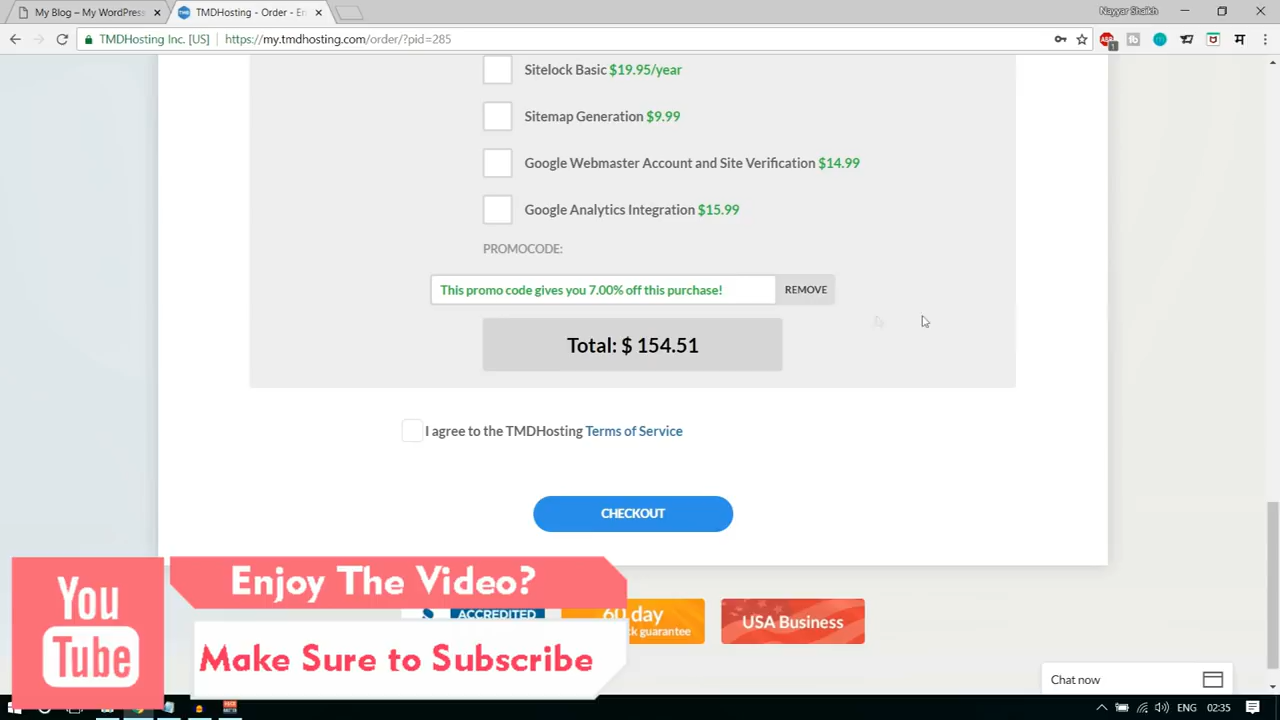 My Blog – My WordPress
TMDHosting - Order - En
Nayyar Shaikh
TMDHosting Inc. [US]
https://my.tmdhosting.com/order/?pid=285
Sitelock Basic $19.95/year
Sitemap Generation $9.99
Google Webmaster Account and Site Verification $14.99
Google Analytics Integration $15.99
PROMOCODE:
This promo code gives you 7.00% off this purchase!
REMOVE
Total: $ 154.51
I agree to the TMDHosting Terms of Service
CHECKOUT
You
Tube
Enjoy The Video?
Make Sure to Subscribe
ACCREDITED
60 day
guarantee
USA Business
Chat now
ENG
02:35